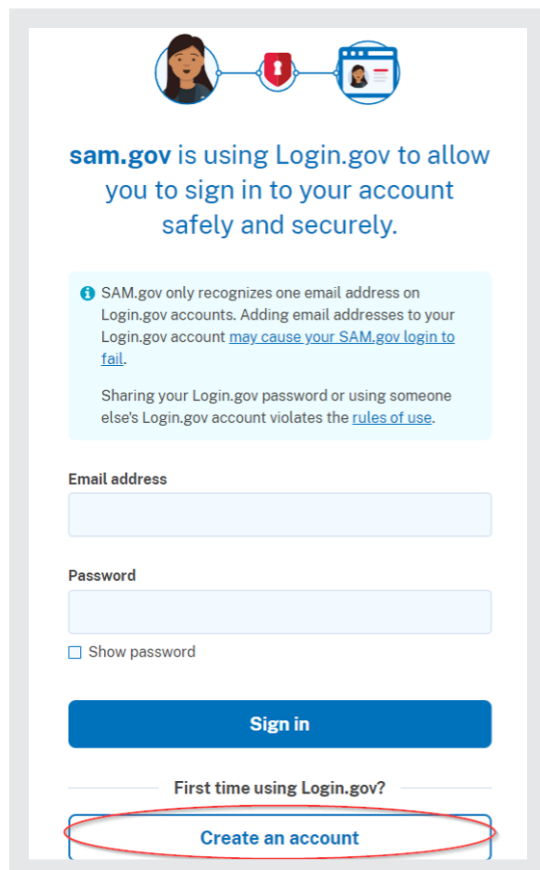 sam.gov is using Login.gov to allow
you to sign in to your account
safely and securely.
SAM.gov only recognizes one email address on
Login.gov accounts. Adding email addresses to your
Login.gov account may cause your SAM.gov login to
fail.
Sharing your Login.gov password or using someone
else's Login.gov account violates the rules of use.
Email address
Password
Show password
Sign in
First time using Login.gov?
Create an account